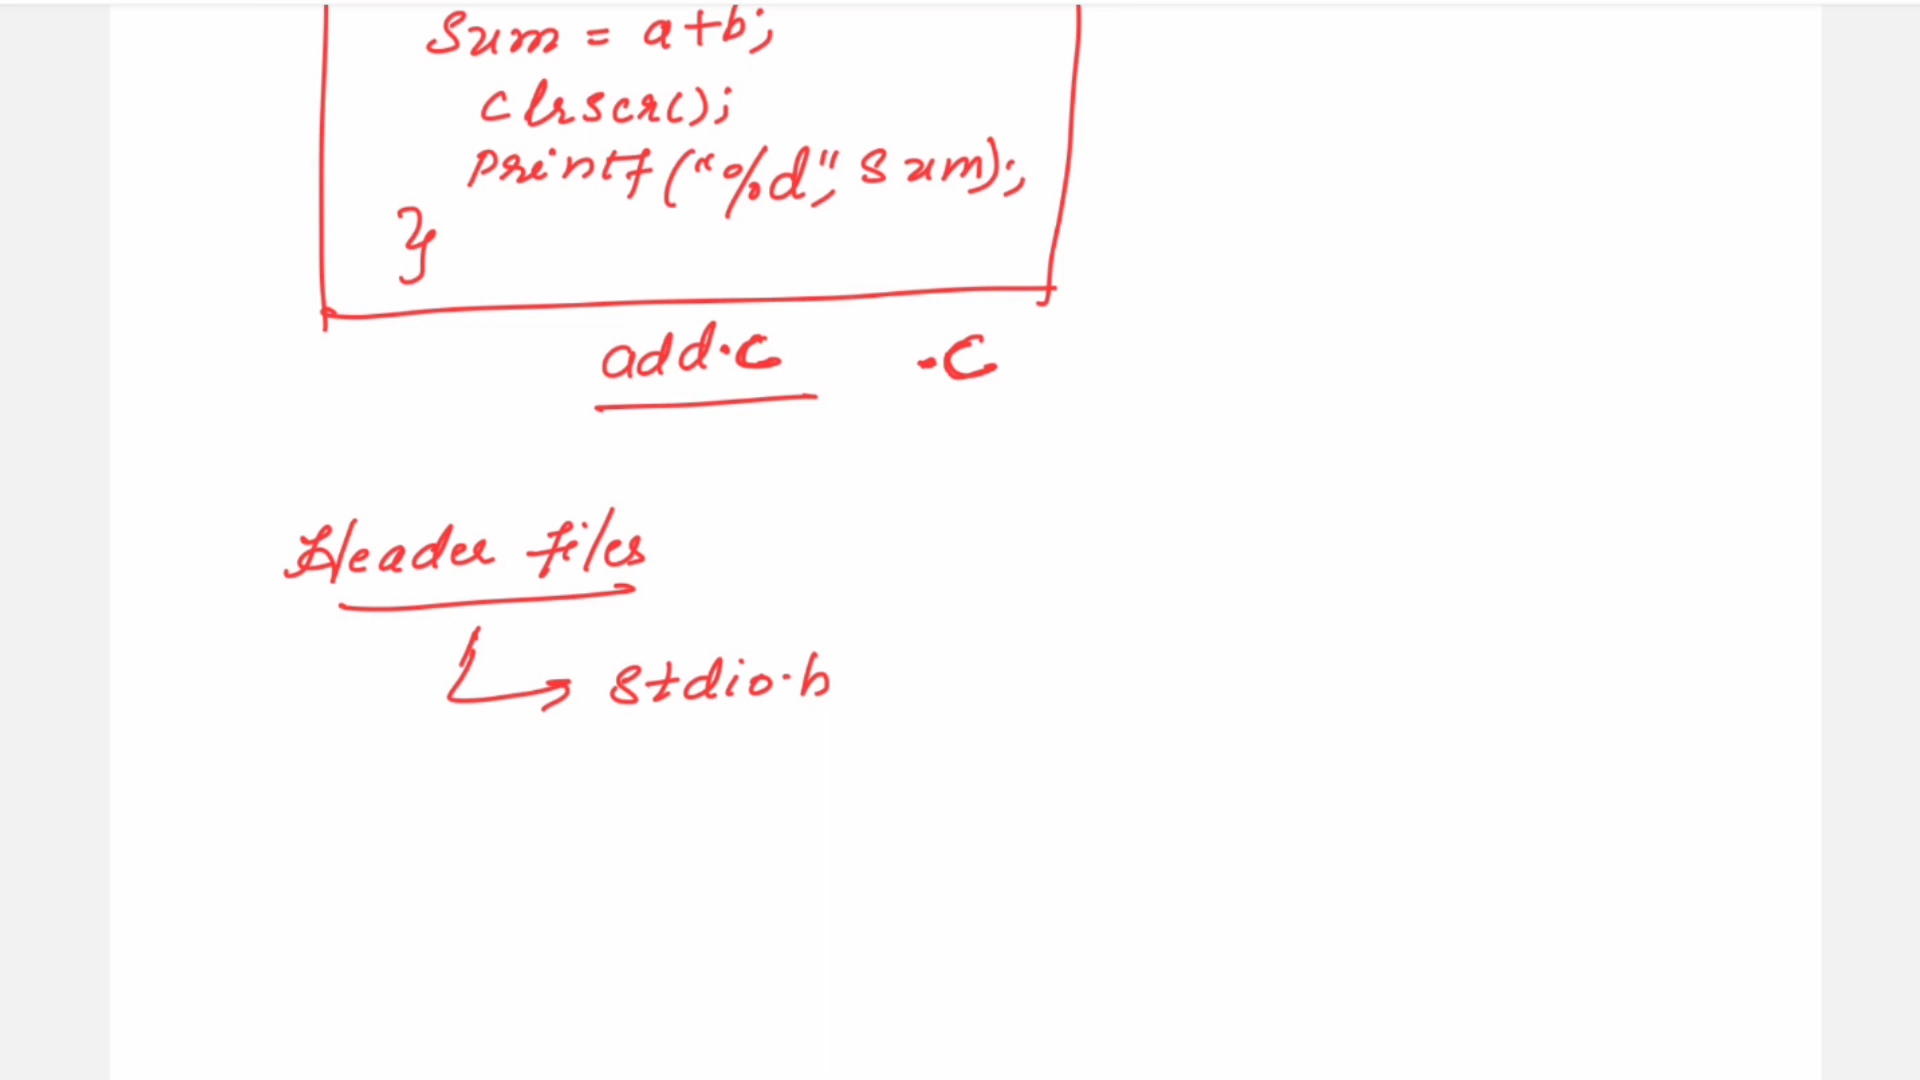 Sum = a+b;
clrscr();
printf("%d", sum);
}
add.c .c
Header files
stdio.h